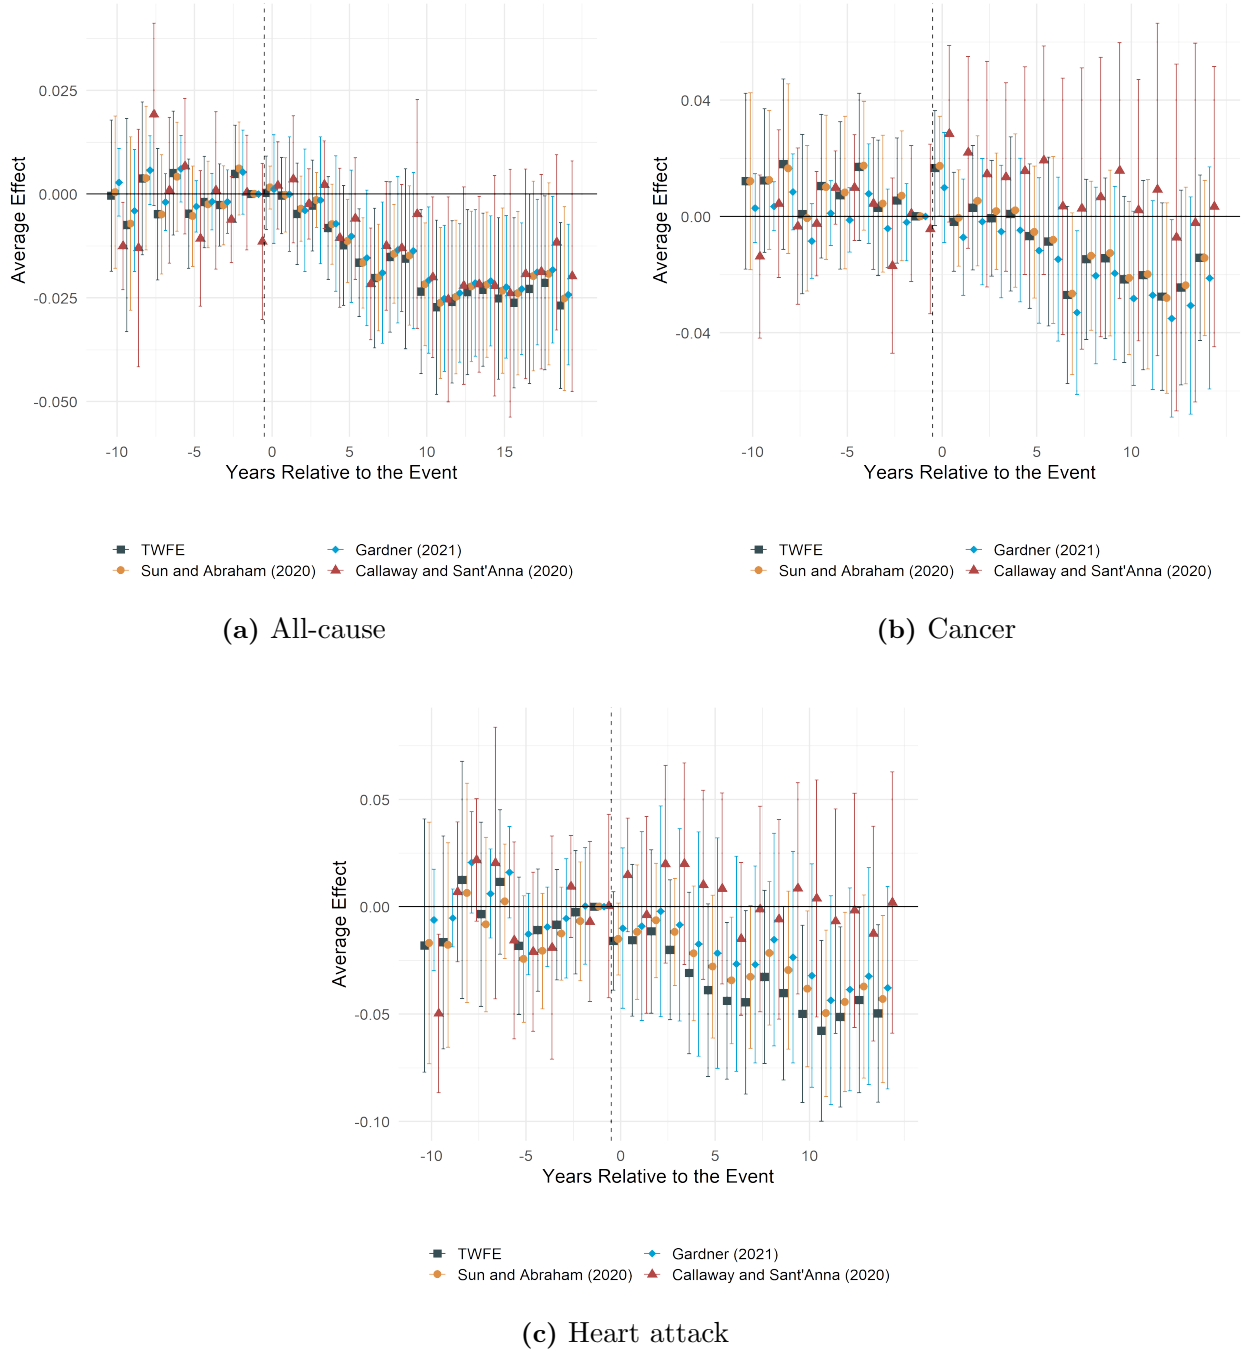 0.025
0.000
-0.025
-0.050
Average Effect
-10 -5 0 5 10 15
Years Relative to the Event
TWFE Gardner (2021)
Sun and Abraham (2020) Callaway and Sant'Anna (2020)
(a) All-cause
0.04
0.00
-0.04
Average Effect
-10 -5 0 5 10
Years Relative to the Event
TWFE Gardner (2021)
Sun and Abraham (2020) Callaway and Sant'Anna (2020)
(b) Cancer
0.05
0.00
-0.05
-0.10
Average Effect
-10 -5 0 5 10
Years Relative to the Event
TWFE Gardner (2021)
Sun and Abraham (2020) Callaway and Sant'Anna (2020)
(c) Heart attack